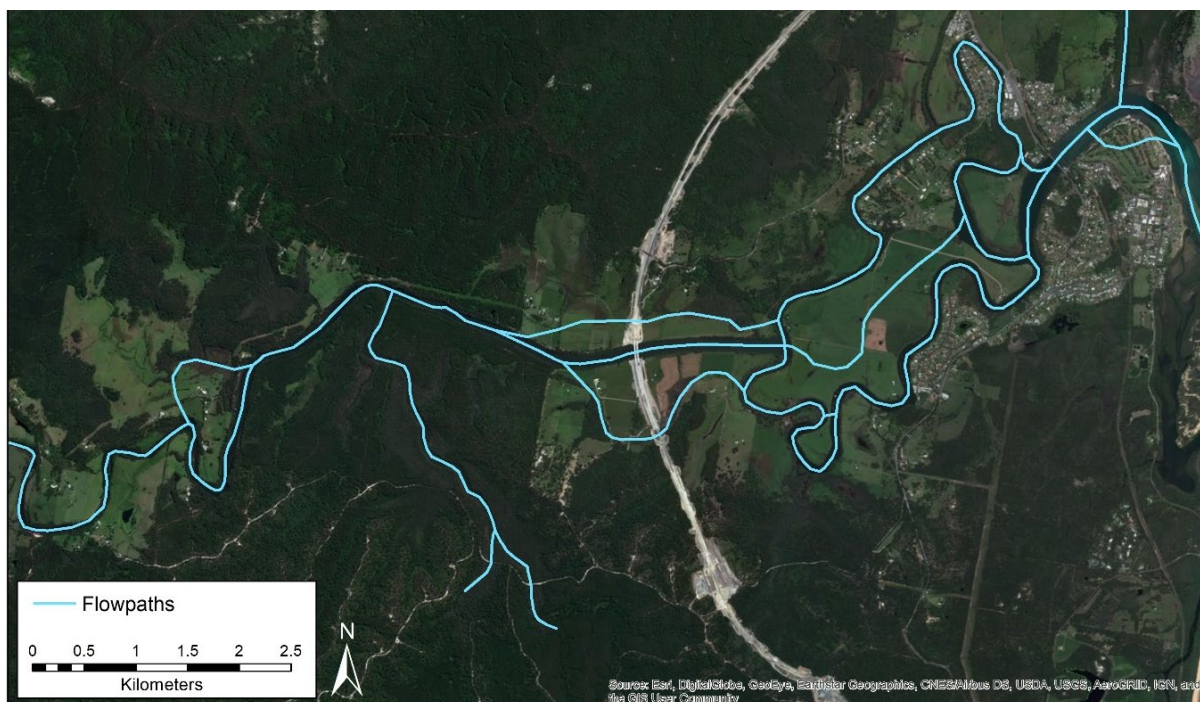 Flowpaths
0 0.5 1 1.5 2 2.5
Kilometers
N
Source: Esri, DigitalGlobe, GeoEye, Earthstar Geographics, CNES/Airbus DS, USDA, USGS, AeroGRID, IGN, and
the GIS User Community